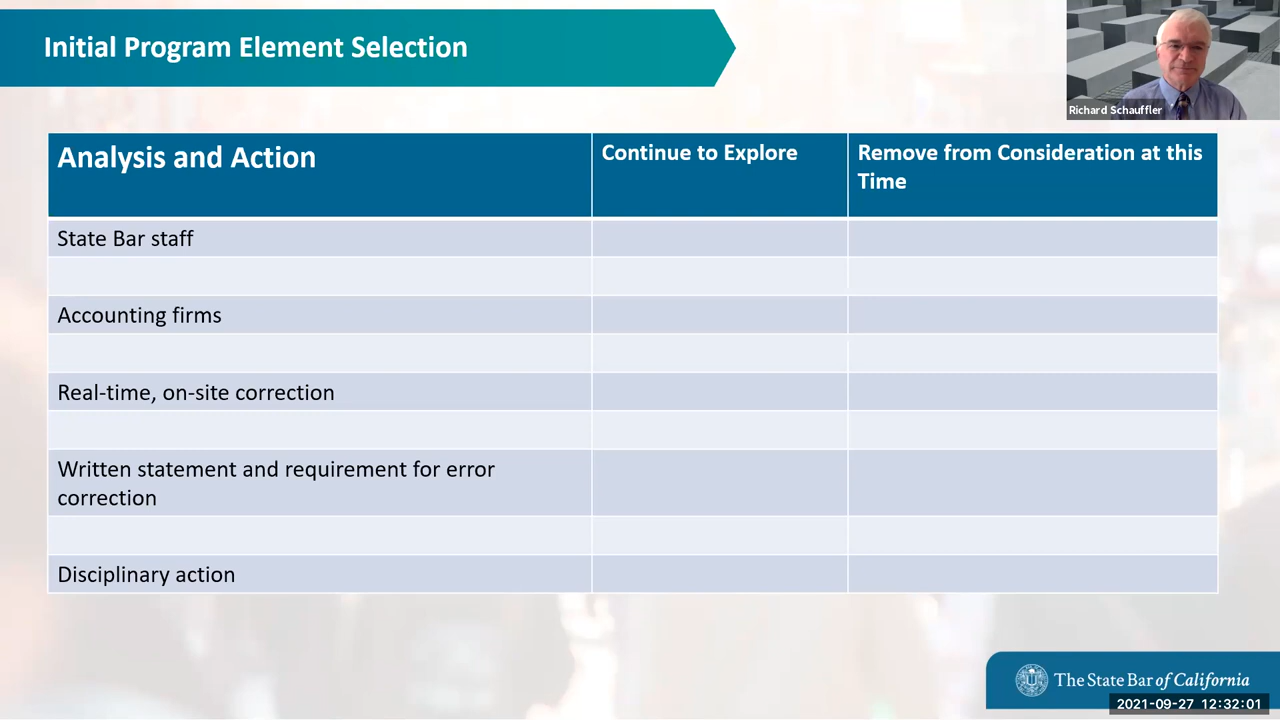 Initial Program Element Selection
Richard Schauffler
Analysis and Action
Continue to Explore
Remove from Consideration at this
Time
State Bar staff
Accounting firms
Real-time, on-site correction
Written statement and requirement for error
correction
Disciplinary action
The State Bar of California
2021-09-27 12:32:01